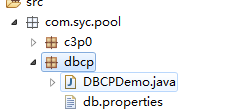 src
com.syc.pool
c3p0
dbcp
DBCPDemo.java
db.properties